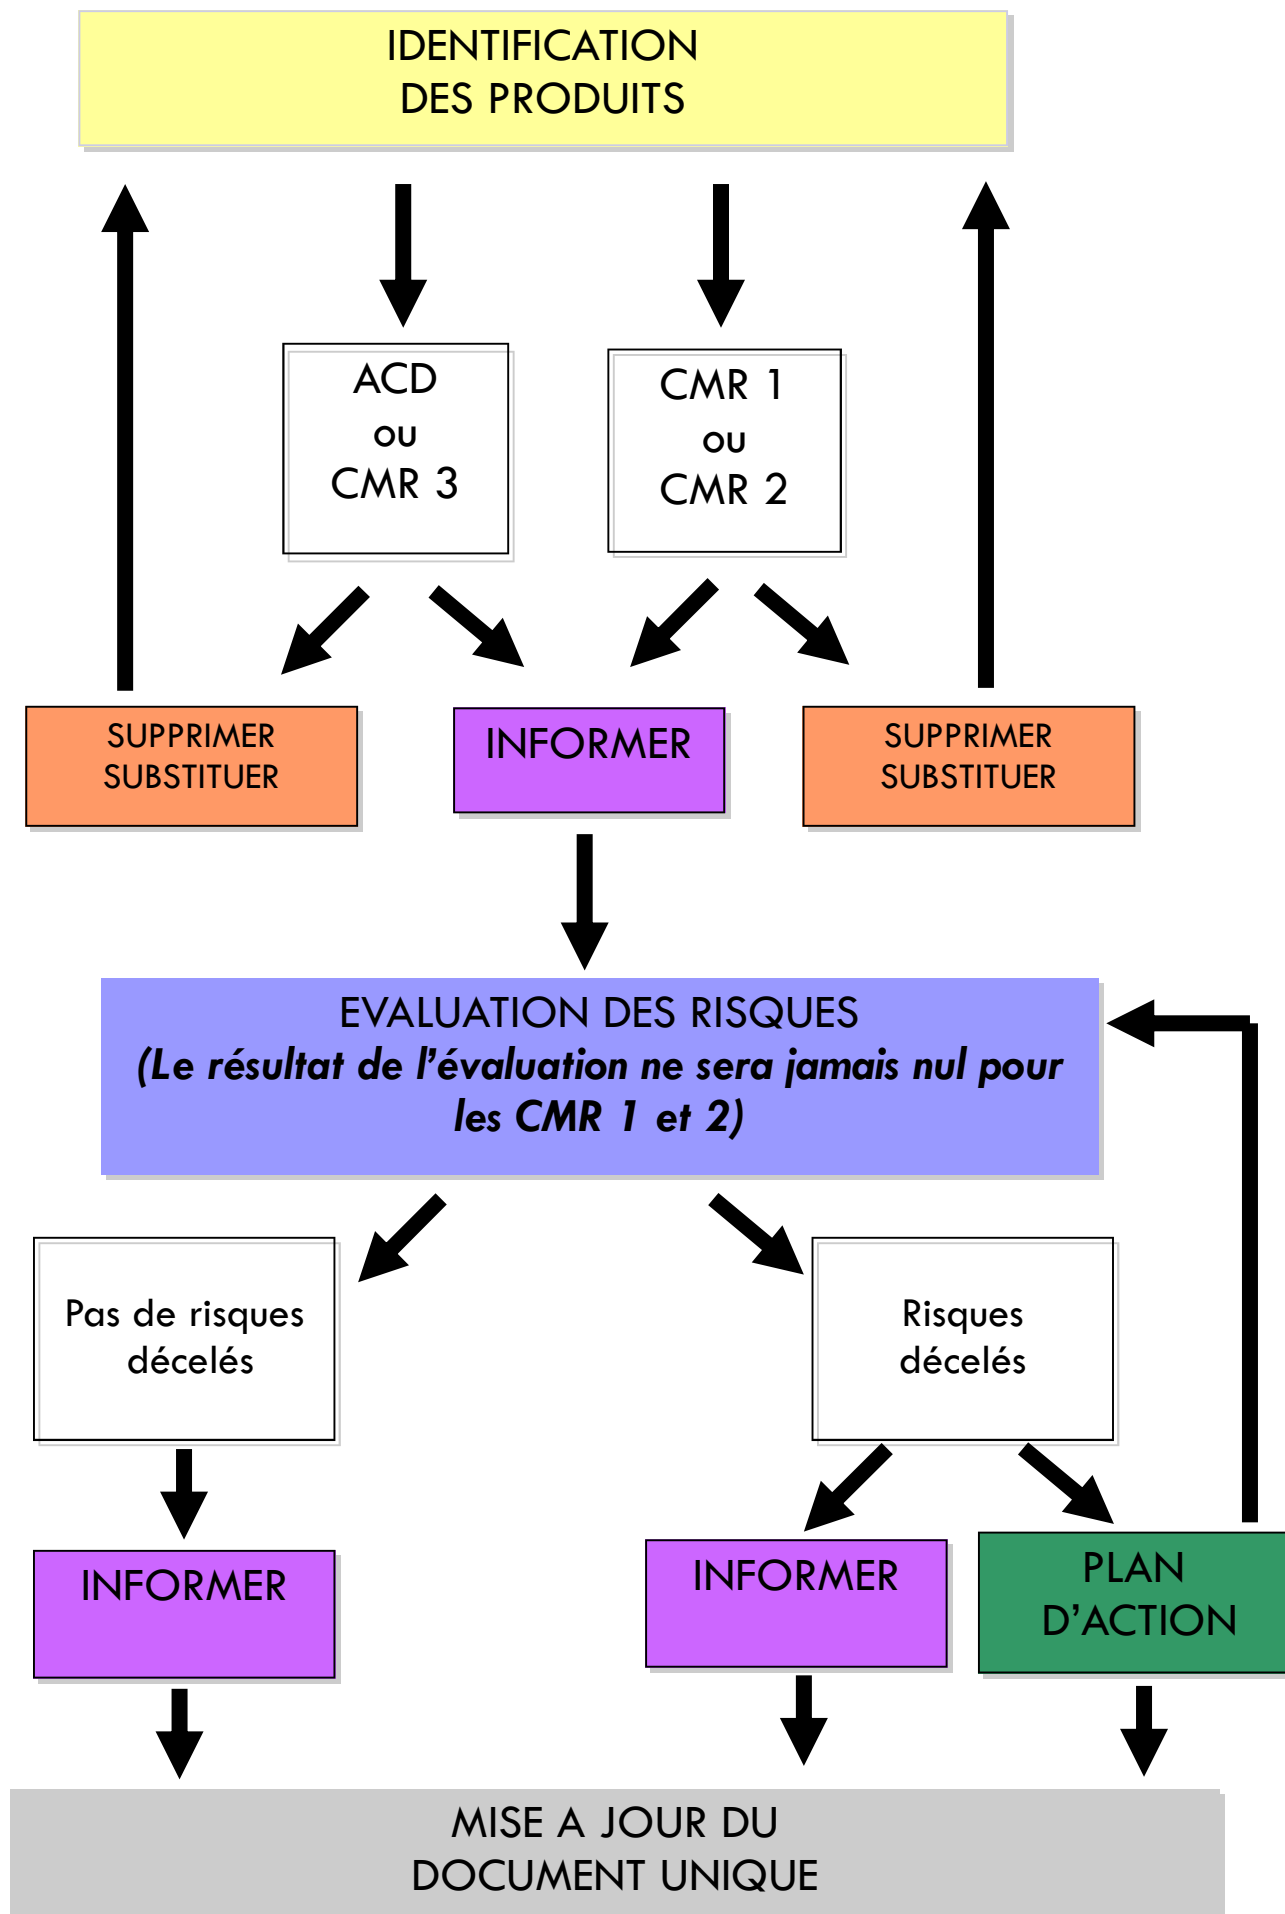 IDENTIFICATION
DES PRODUITS
ACD
ou
CMR 3
CMR 1
ou
CMR 2
SUPPRIMER
SUBSTITUER
INFORMER
SUPPRIMER
SUBSTITUER
EVALUATION DES RISQUES
(Le résultat de l’évaluation ne sera jamais nul pour
les CMR 1 et 2)
Pas de risques
décelés
Risques
décelés
INFORMER
INFORMER
PLAN
D’ACTION
MISE A JOUR DU
DOCUMENT UNIQUE